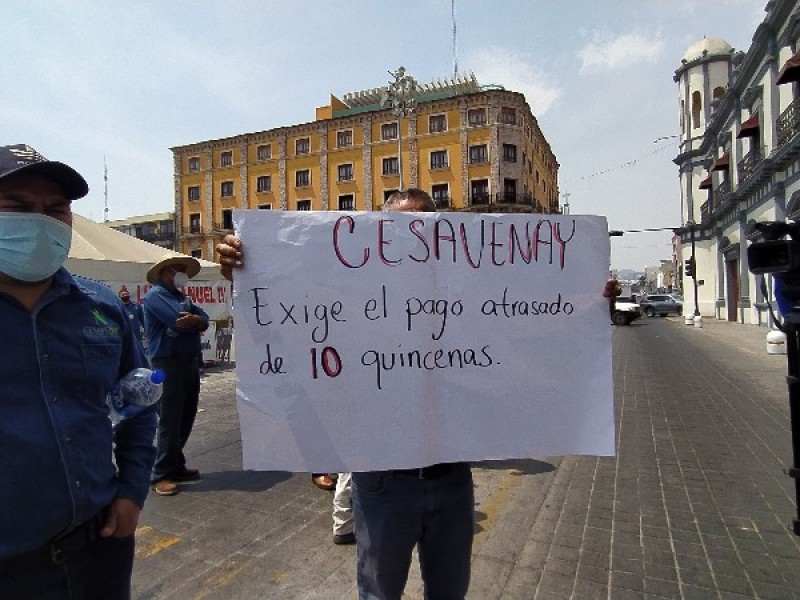 CESAVENAY
Exige el pago atrasado
de 10 quincenas.